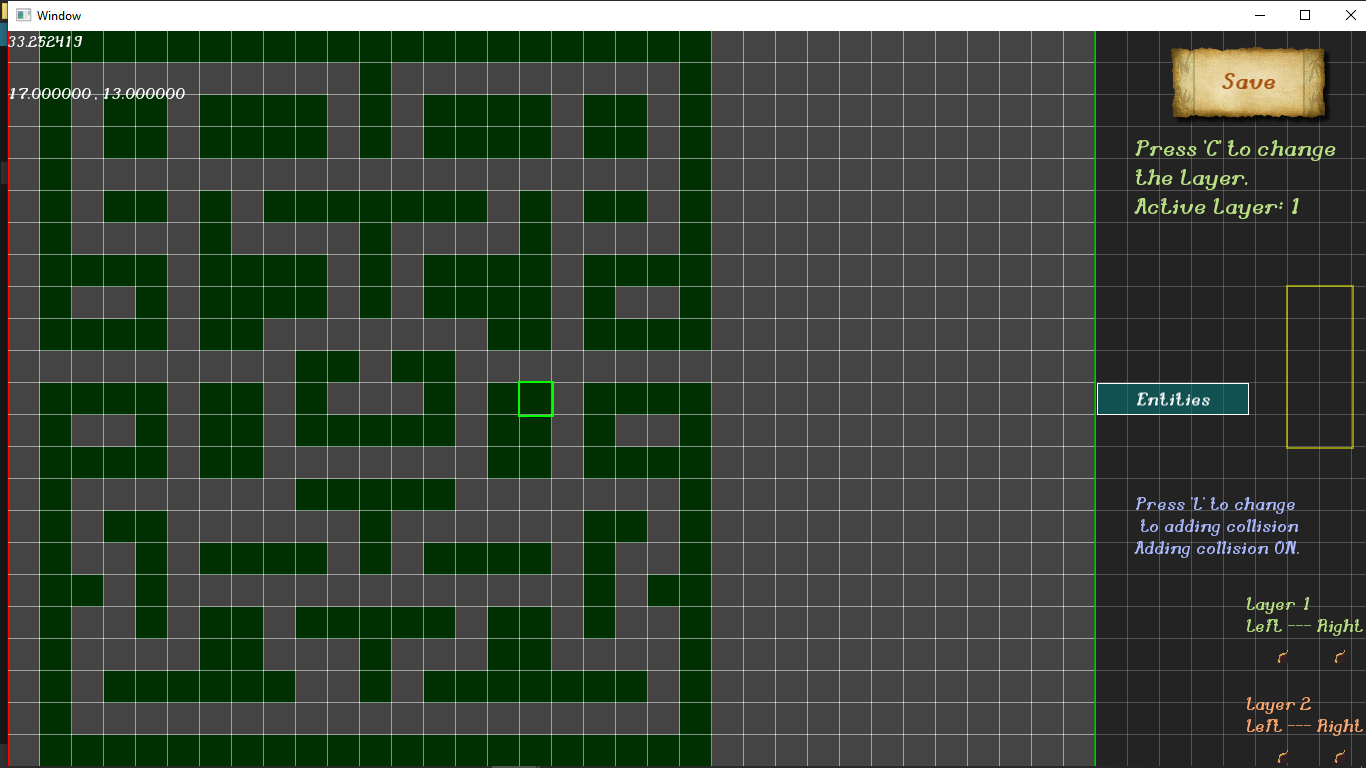 Window
33.252419
17.000000 , 13.000000
Save
Press 'C' to change
the Layer.
Active Layer: 1
Entities
Press 'L' to change
to adding collision
Adding collision ON.
Layer 1
Left --- Right
Layer 2
Left --- Right